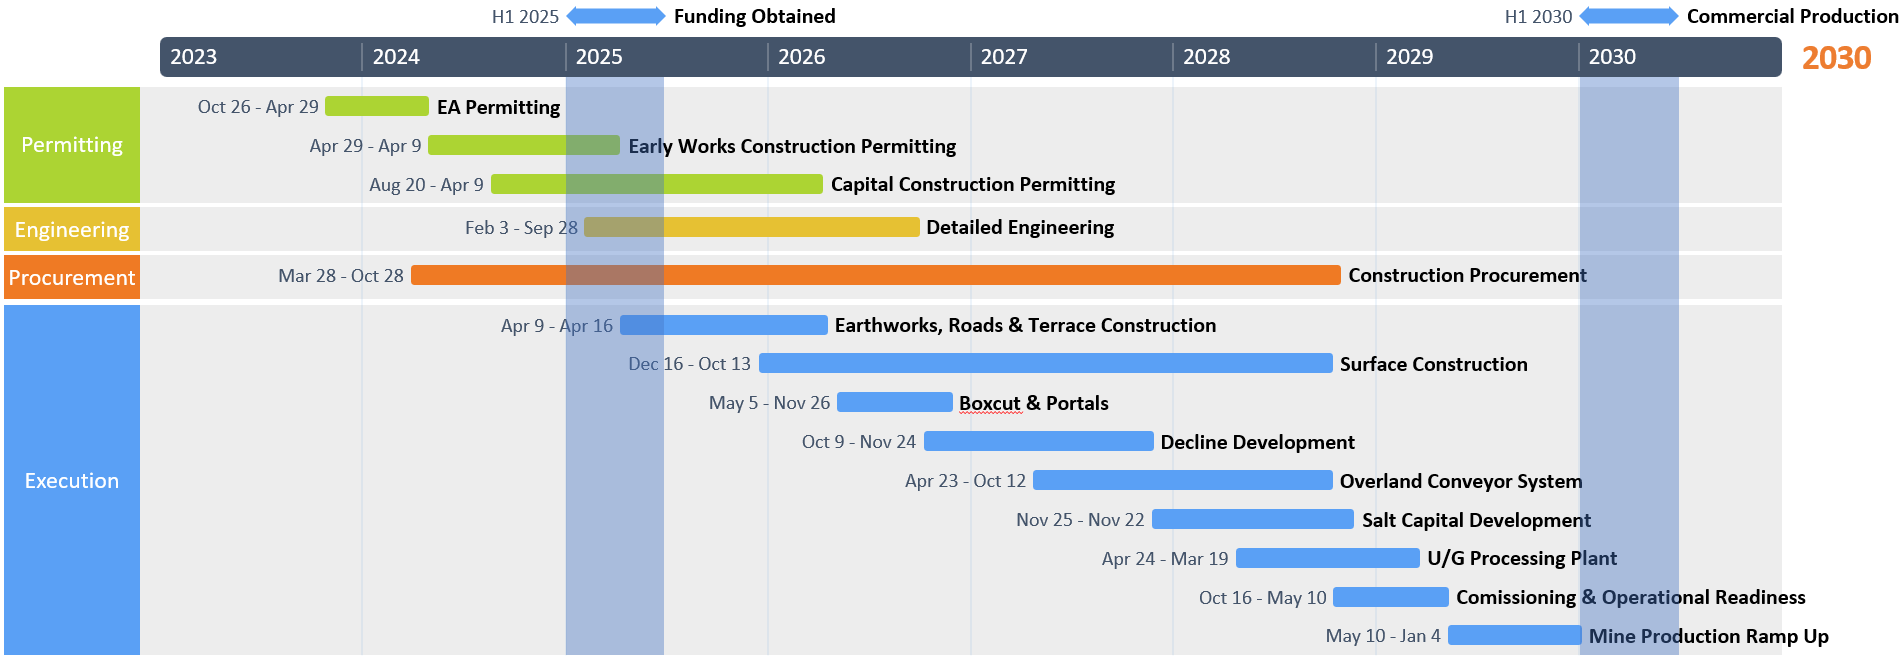 H1 2025 Funding Obtained H1 2030 Commercial Production
2023 2024 2025 2026 2027 2028 2029 2030 2030
Permitting
Oct 26 - Apr 29 EA Permitting
Apr 29 - Apr 9 Early Works Construction Permitting
Aug 20 - Apr 9 Capital Construction Permitting
Engineering
Feb 3 - Sep 28 Detailed Engineering
Procurement
Mar 28 - Oct 28 Construction Procurement
Execution
Apr 9 - Apr 16 Earthworks, Roads & Terrace Construction
Dec 16 - Oct 13 Surface Construction
May 5 - Nov 26 Boxcut & Portals
Oct 9 - Nov 24 Decline Development
Apr 23 - Oct 12 Overland Conveyor System
Nov 25 - Nov 22 Salt Capital Development
Apr 24 - Mar 19 U/G Processing Plant
Oct 16 - May 10 Comissioning & Operational Readiness
May 10 - Jan 4 Mine Production Ramp Up